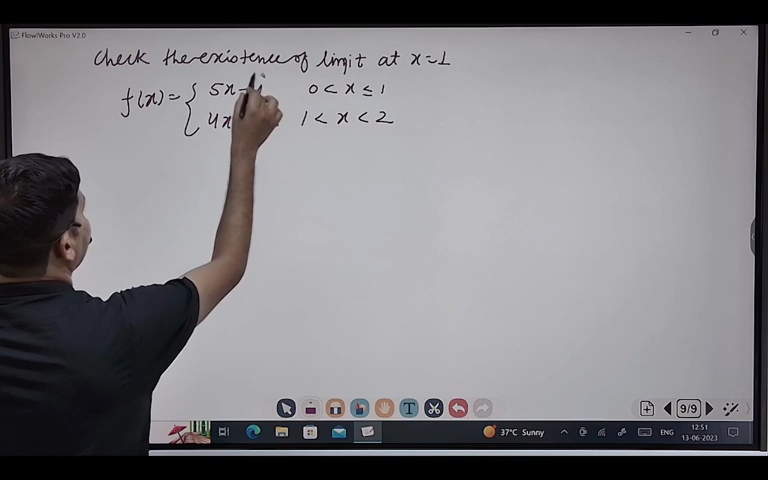 FlowWorks Pro V2.0
Check the existence of limit at x=1
f(x) = { 5x- 0 < x ≤ 1
4x 1 < x < 2
9/9
37°C Sunny
ENG
12:51
13-06-2023